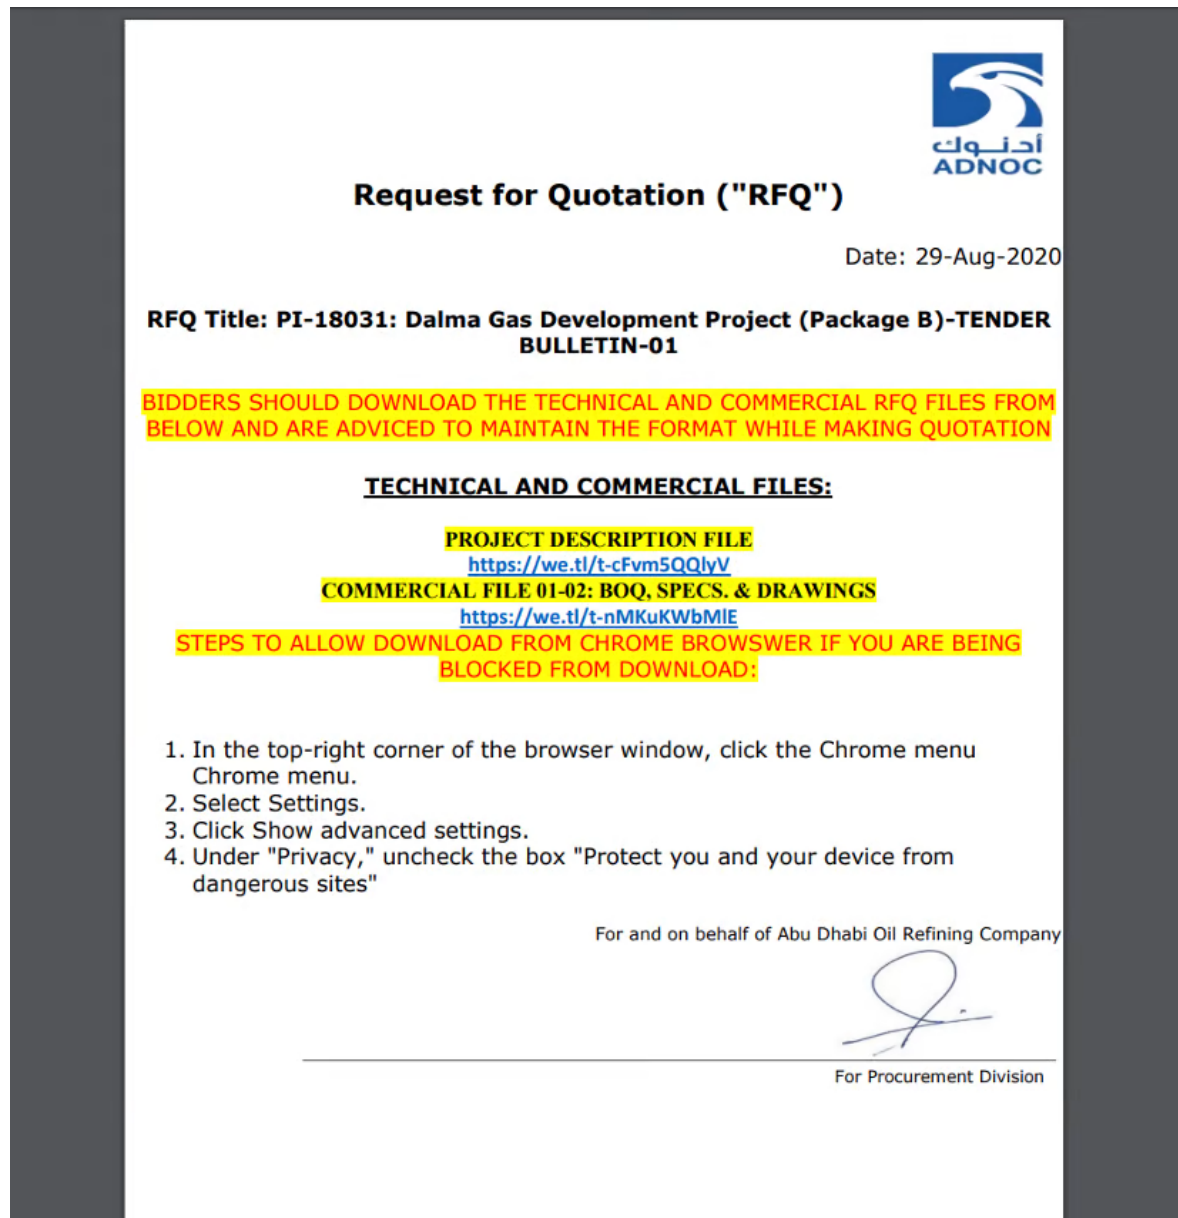 أدنوك
ADNOC
Request for Quotation ("RFQ")
Date: 29-Aug-2020
RFQ Title: PI-18031: Dalma Gas Development Project (Package B)-TENDER
BULLETIN-01
BIDDERS SHOULD DOWNLOAD THE TECHNICAL AND COMMERCIAL RFQ FILES FROM
BELOW AND ARE ADVICED TO MAINTAIN THE FORMAT WHILE MAKING QUOTATION
TECHNICAL AND COMMERCIAL FILES:
PROJECT DESCRIPTION FILE
https://we.tl/t-cFvm5QQlyV
COMMERCIAL FILE 01-02: BOQ, SPECS. & DRAWINGS
https://we.tl/t-nMKuKWbMlE
STEPS TO ALLOW DOWNLOAD FROM CHROME BROWSWER IF YOU ARE BEING
BLOCKED FROM DOWNLOAD:
1. In the top-right corner of the browser window, click the Chrome menu
Chrome menu.
2. Select Settings.
3. Click Show advanced settings.
4. Under "Privacy," uncheck the box "Protect you and your device from
dangerous sites"
For and on behalf of Abu Dhabi Oil Refining Company
For Procurement Division